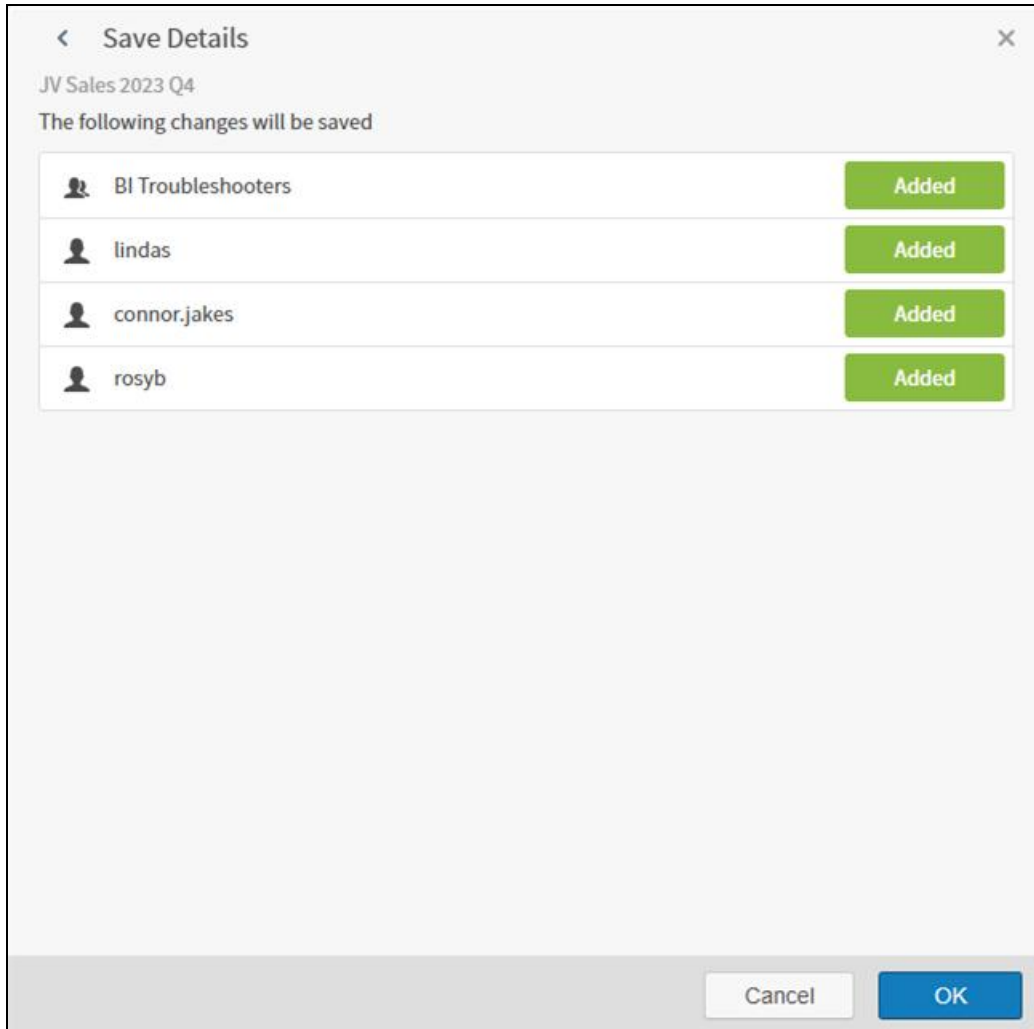 Save Details
JV Sales 2023 Q4
The following changes will be saved
BI Troubleshooters Added
lindas Added
connor.jakes Added
rosyb Added
Cancel OK